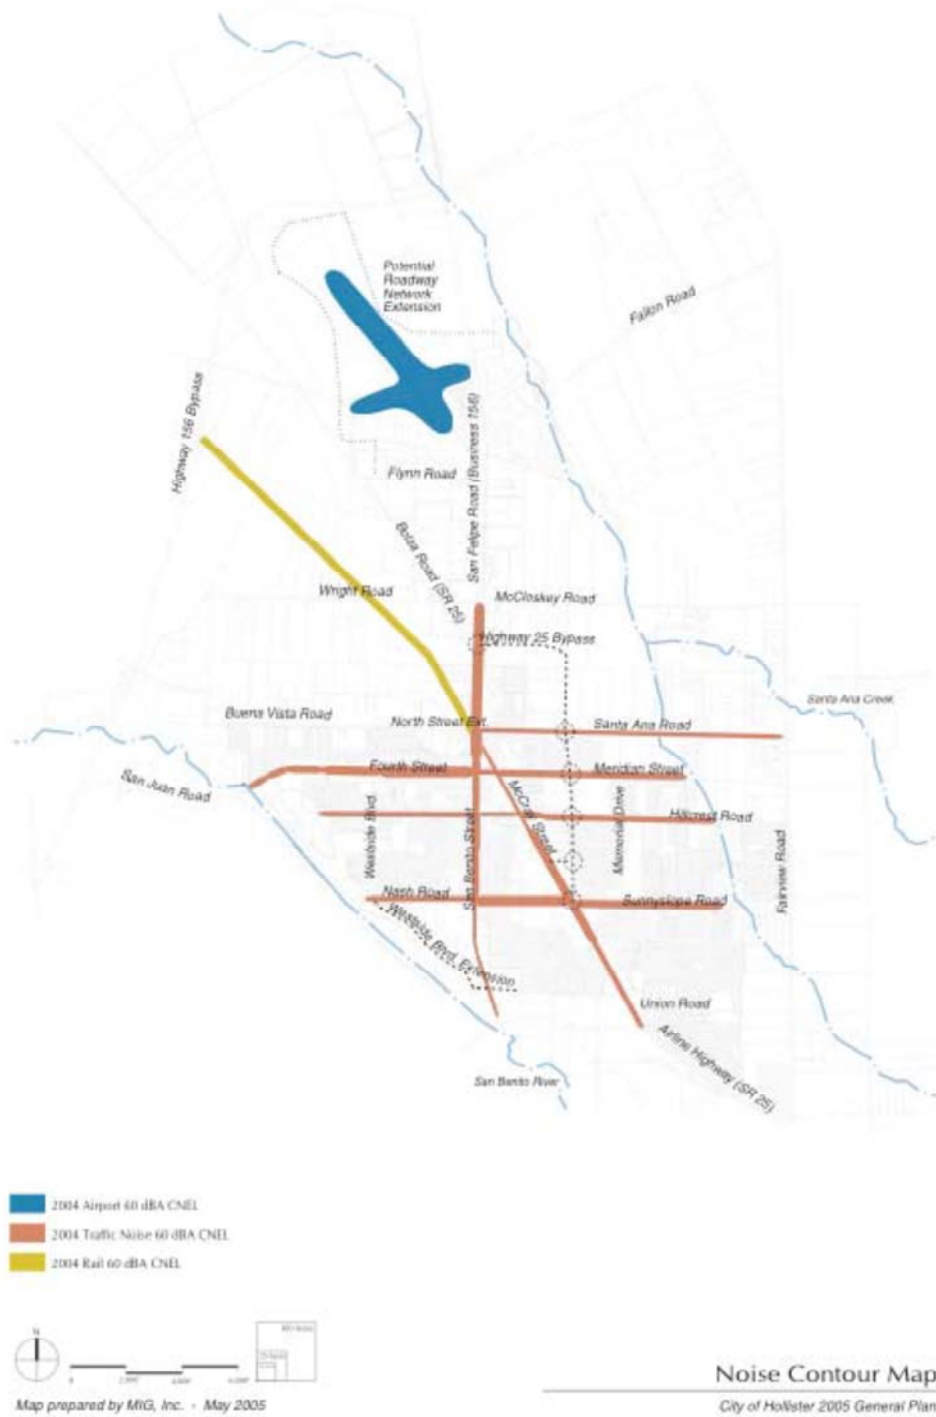 Potential
Roadway
Network
Extension
Fallon Road
Highway 156 Bypass
San Felipe Road (Business 156)
Flynn Road
Bolsa Road (SR 25)
Wright Road
McCloskey Road
Highway 25 Bypass
Santa Ana Creek
Buena Vista Road
North Street Ext.
Santa Ana Road
San Juan Road
Fourth Street
Meridian Street
Westside Blvd.
San Benito Street
McCray Street
Memorial Drive
Hillcrest Road
Fairview Road
Nash Road
Sunnyslope Road
Westside Blvd. Extension
Union Road
Airline Highway (SR 25)
San Benito River
2004 Airport 60 dBA CNEL
2004 Traffic Noise 60 dBA CNEL
2004 Rail 60 dBA CNEL
N
0
Noise Contour Map
Map prepared by MIG, Inc. - May 2005
City of Hollister 2005 General Plan